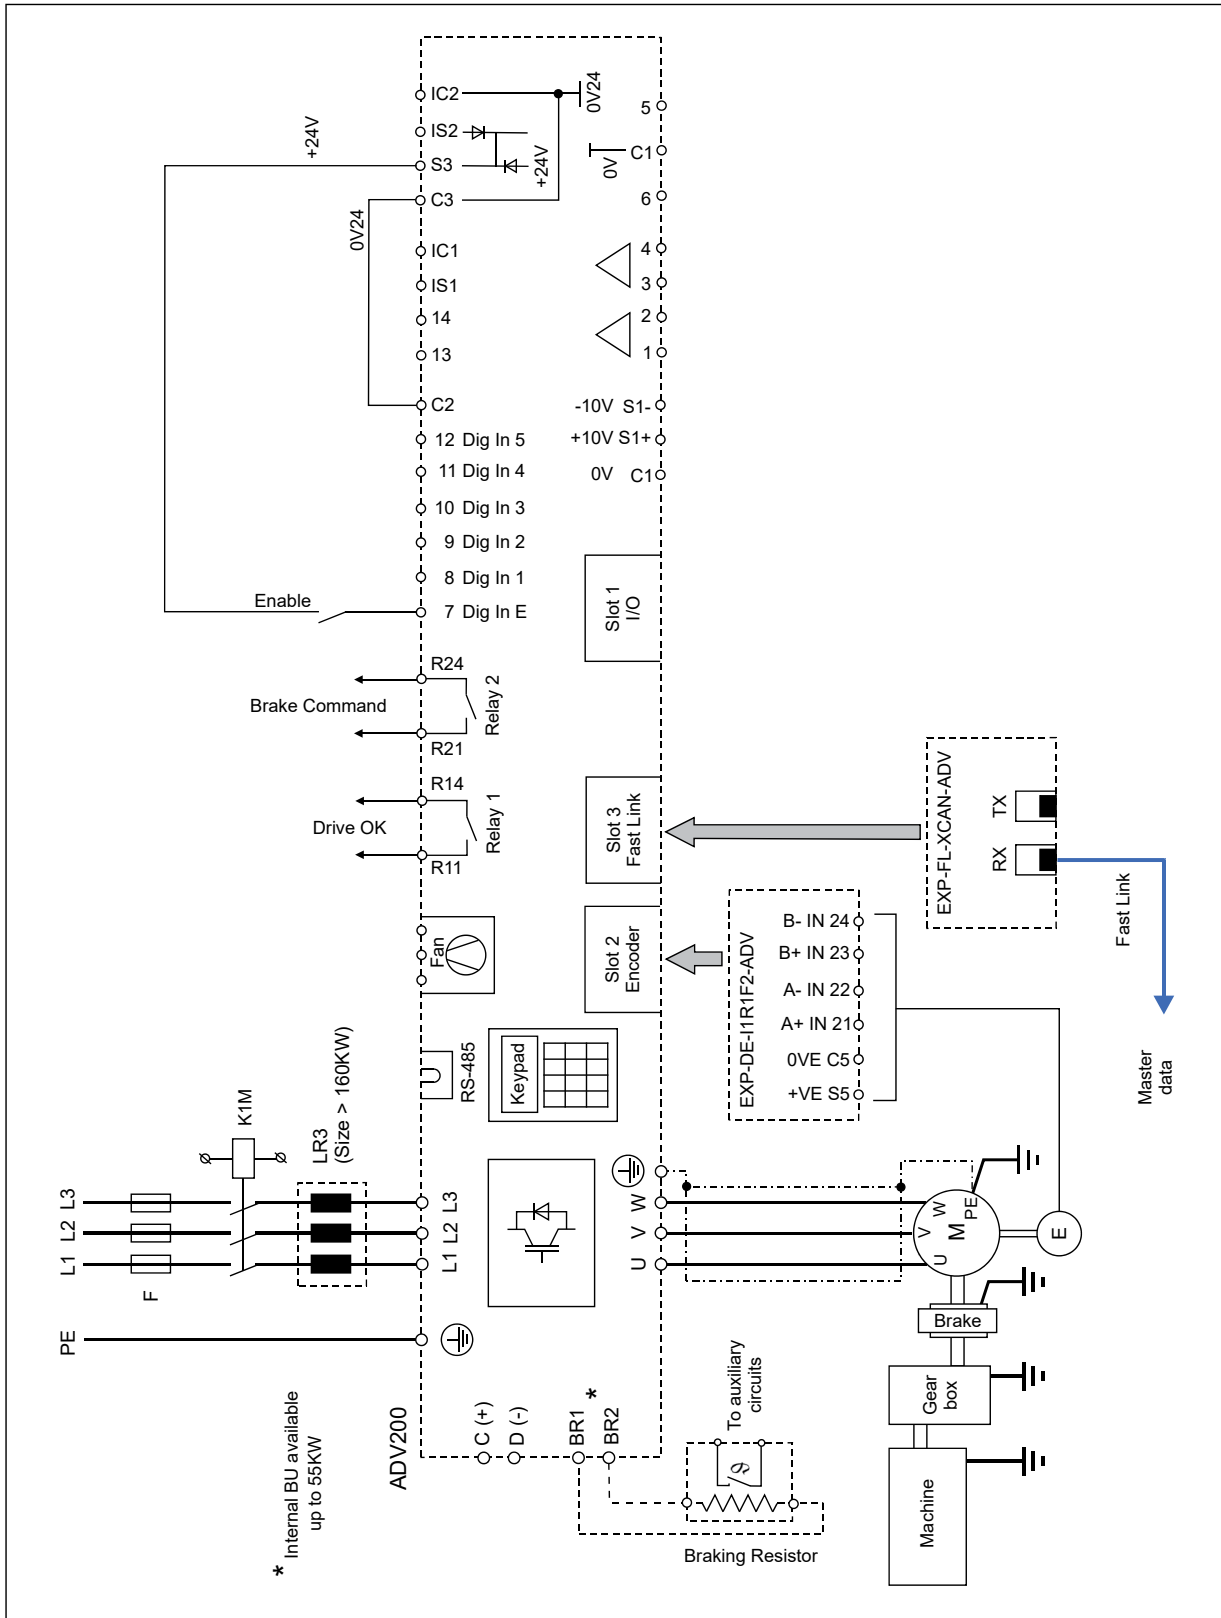 IC2
IS2
S3
C3
IC1
IS1
14
13
C2
12 Dig In 5
11 Dig In 4
10 Dig In 3
9 Dig In 2
8 Dig In 1
7 Dig In E
+24V
0V24
0V24
+24V
0V
5
C1
6
4
3
2
1
-10V S1-
+10V S1+
0V C1
Enable
Slot 1
I/O
R24
Brake Command
Relay 2
R21
R14
Drive OK
Relay 1
R11
Slot 3
Fast Link
EXP-FL-XCAN-ADV
TX
RX
Fast Link
Master
data
Fan
Slot 2
Encoder
EXP-DE-I1R1F2-ADV
B- IN 24
B+ IN 23
A- IN 22
A+ IN 21
0VE C5
+VE S5
RS-485
Keypad
K1M
LR3
(Size > 160KW)
L3
L2
L1
F
PE
L3
L2
L1
W
V
U
W
V
U
M
PE
E
Brake
Gear
box
Machine
ADV200
C (+)
D (-)
BR1
BR2
*
To auxiliary
circuits
ϑ
Braking Resistor
* Internal BU available
up to 55KW